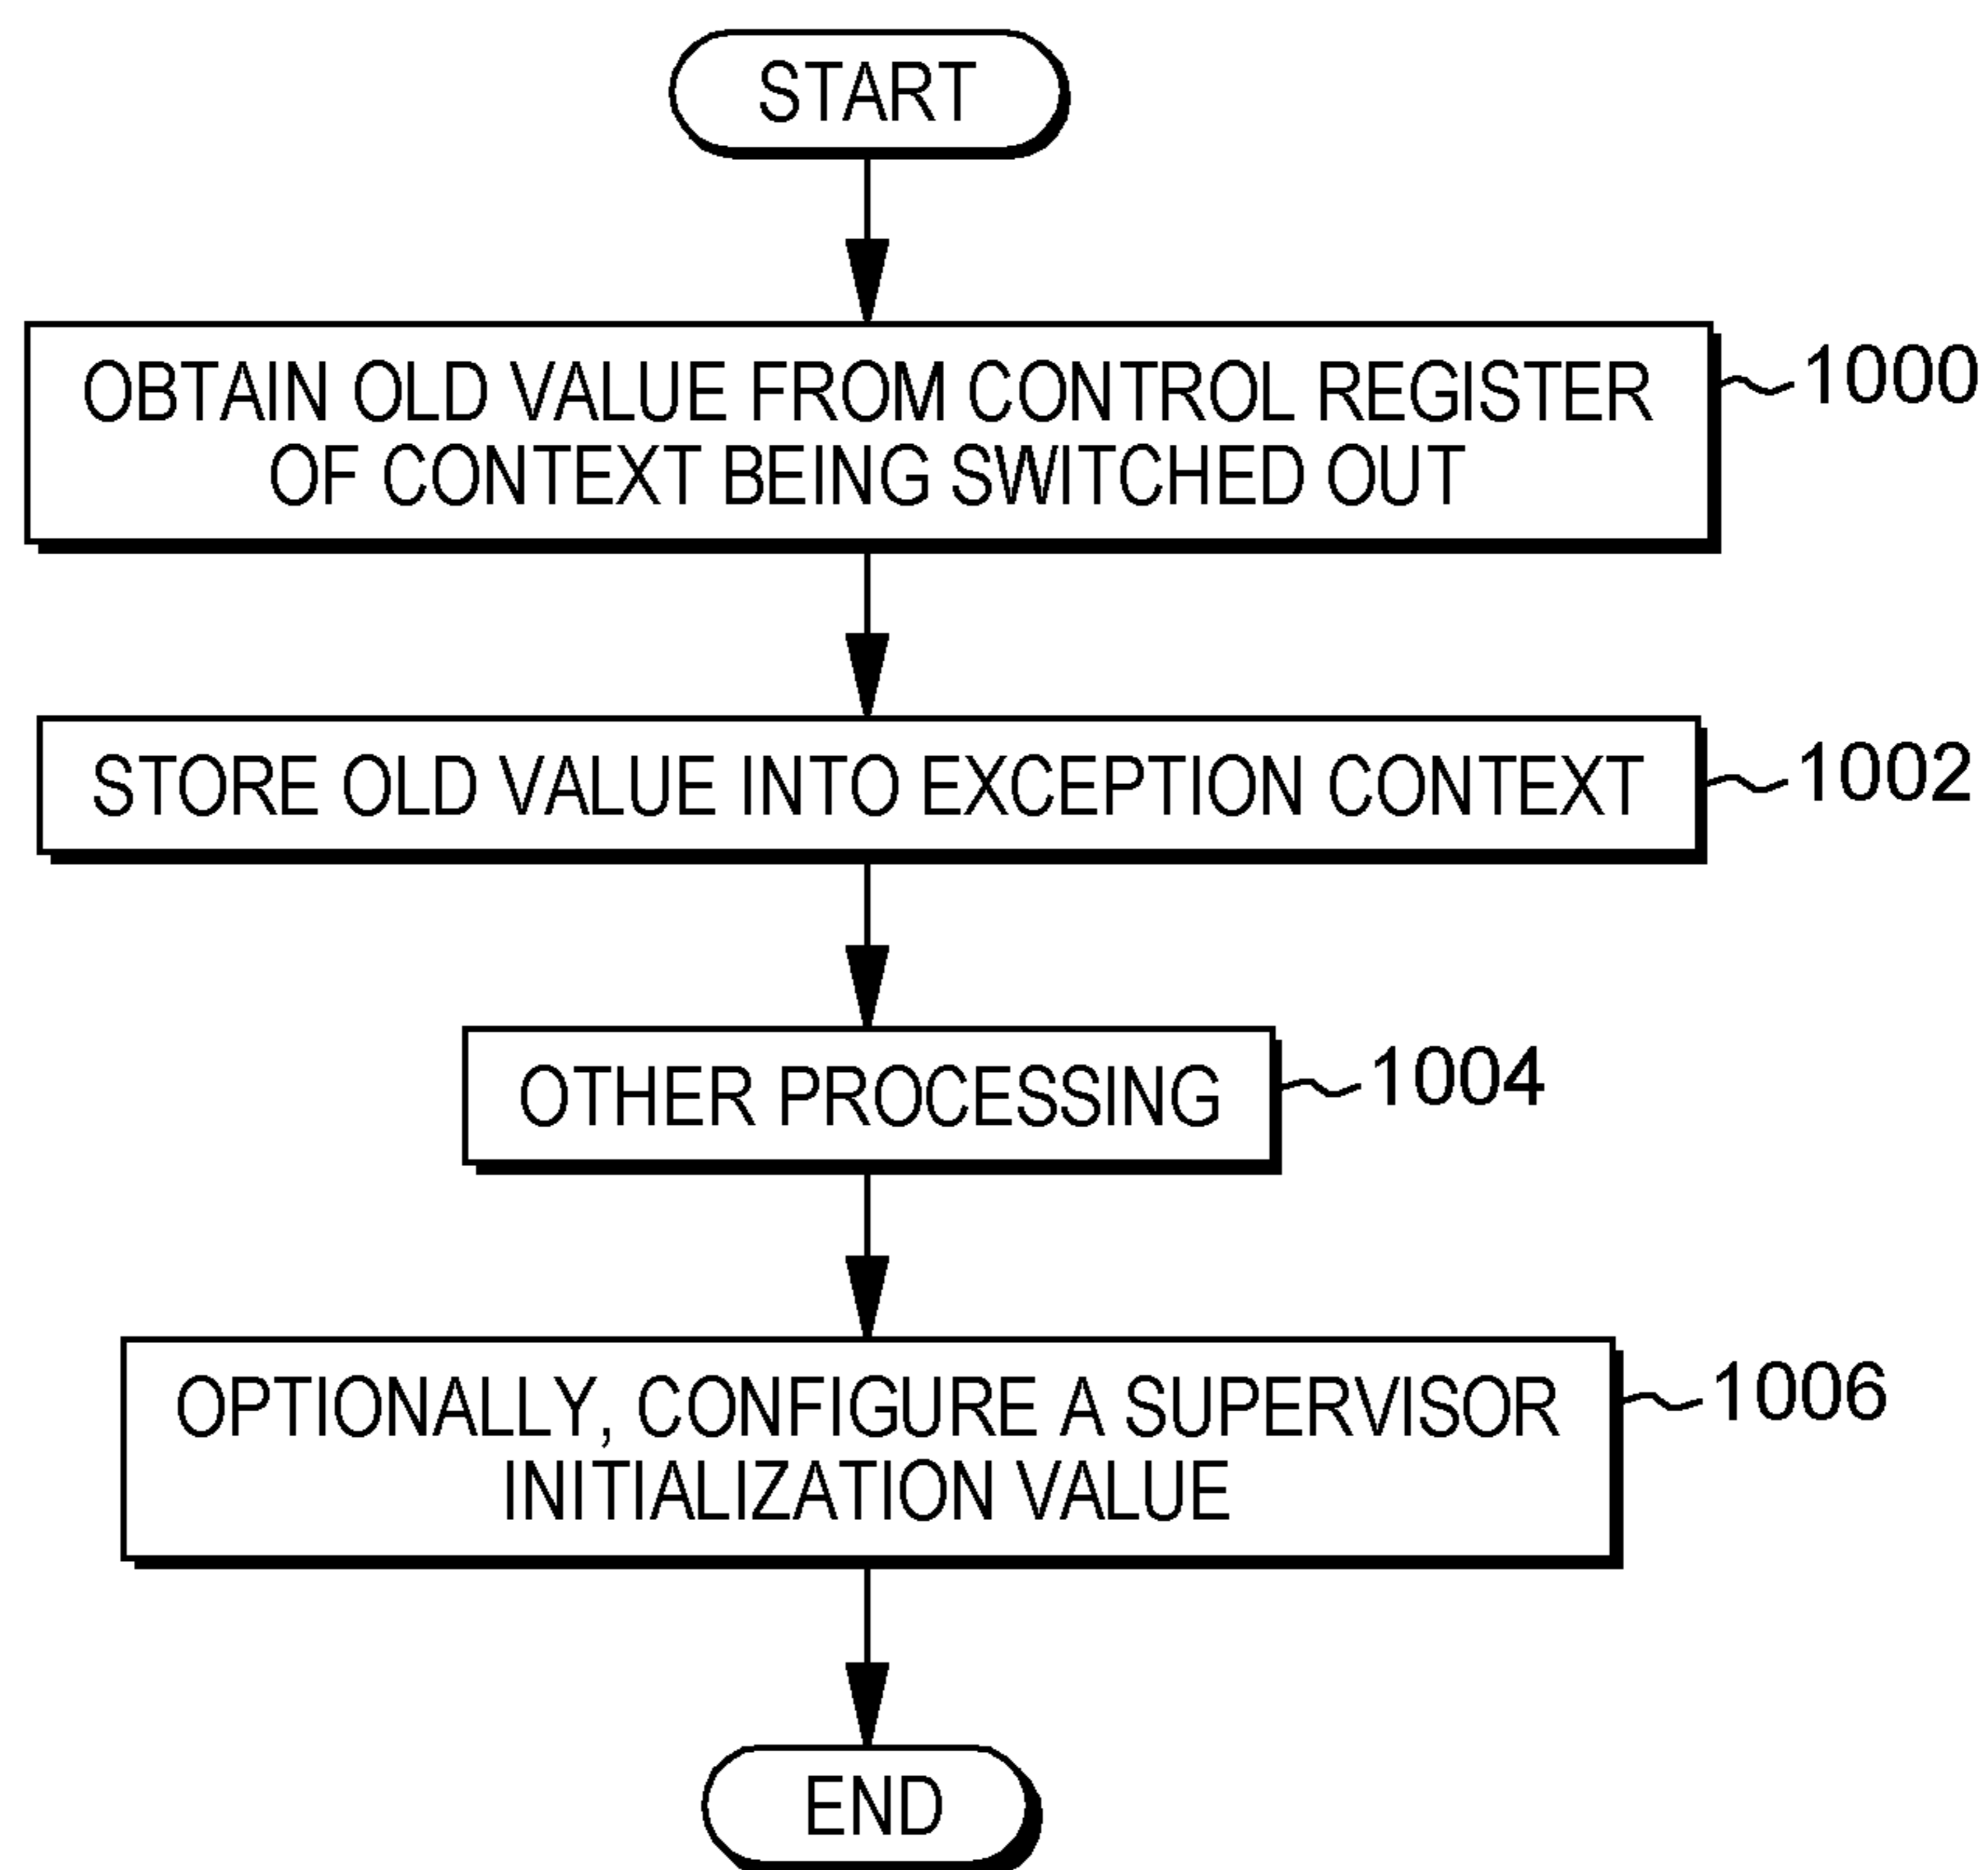 START
OBTAIN OLD VALUE FROM CONTROL REGISTER
OF CONTEXT BEING SWITCHED OUT
1000
STORE OLD VALUE INTO EXCEPTION CONTEXT
1002
OTHER PROCESSING
1004
OPTIONALLY, CONFIGURE A SUPERVISOR
INITIALIZATION VALUE
1006
END